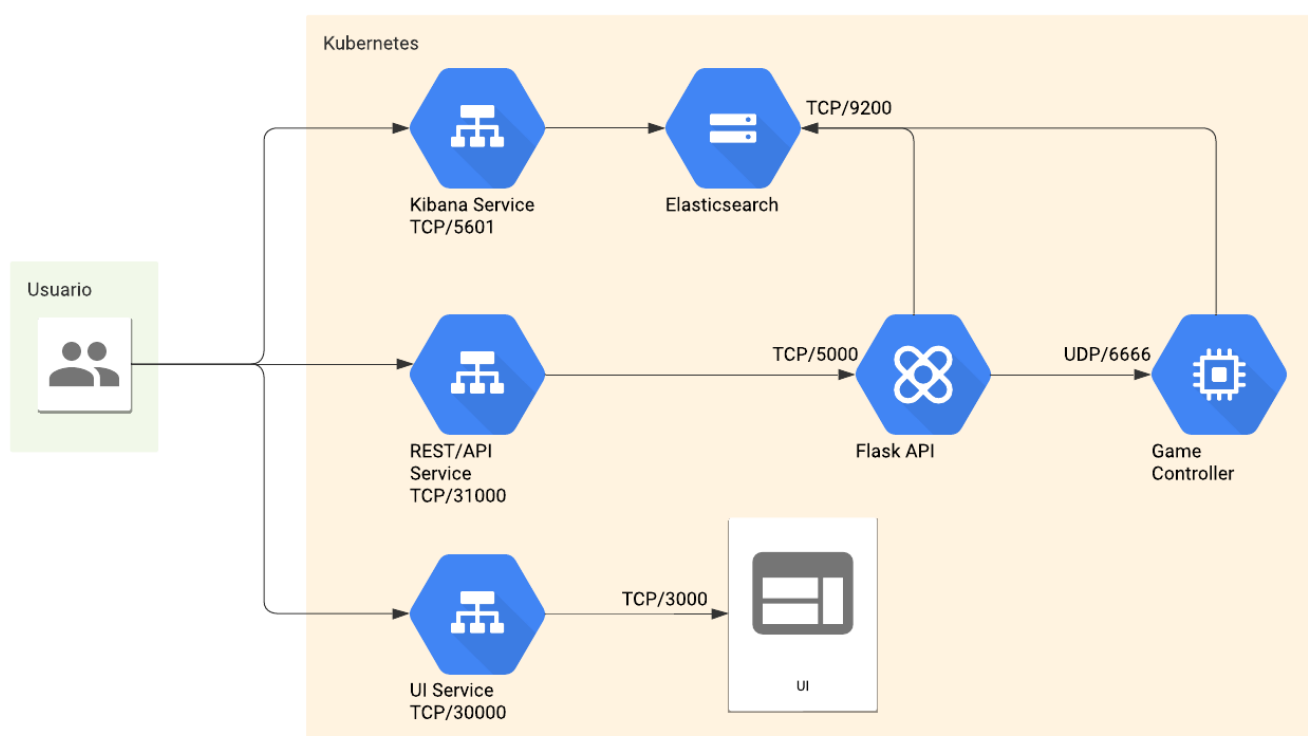 Kubernetes
TCP/9200
Kibana Service
TCP/5601
Elasticsearch
Usuario
TCP/5000
UDP/6666
REST/API
Service
TCP/31000
Flask API
Game
Controller
TCP/3000
UI
UI Service
TCP/30000